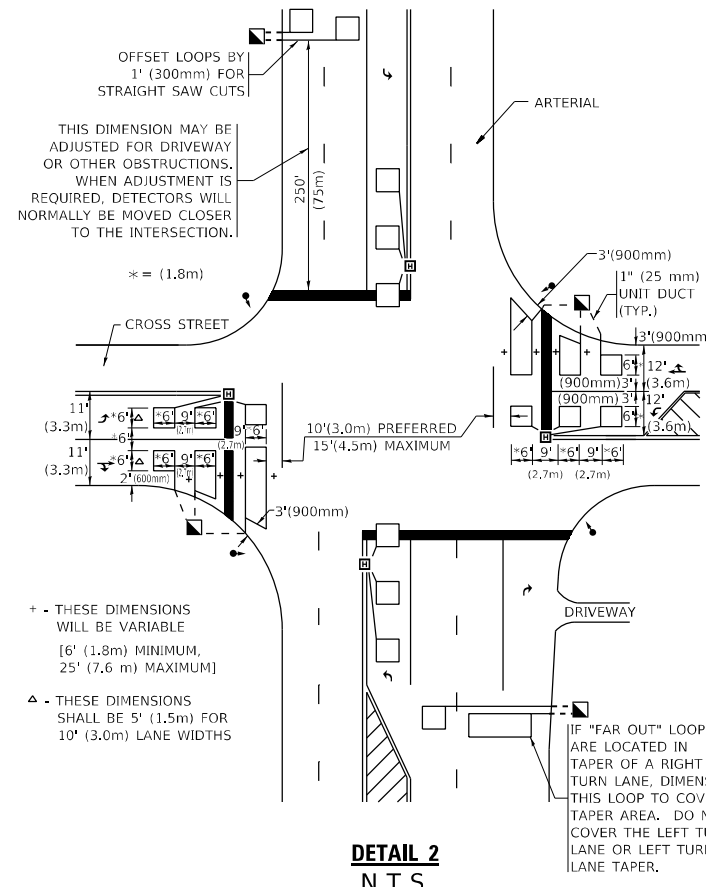 OFFSET LOOPS BY
1' (300mm) FOR
STRAIGHT SAW CUTS
ARTERIAL
THIS DIMENSION MAY BE
ADJUSTED FOR DRIVEWAY
OR OTHER OBSTRUCTIONS.
WHEN ADJUSTMENT IS
REQUIRED, DETECTORS WILL
NORMALLY BE MOVED CLOSER
TO THE INTERSECTION.
250'
(75m)
* = (1.8m)
H
3'(900mm)
1" (25 mm)
UNIT DUCT
(TYP.)
CROSS STREET
3'(900mm)
6'* 12'
(900mm) 3' (3.6m)
(900mm) 3' 12'
6'* (3.6m)
H
*6' 9' *6' 9' *6'
(2.7m) (2.7m)
10'(3.0m) PREFERRED
15'(4.5m) MAXIMUM
H
11'
(3.3m)
*6' △ *6' 9' *6'
(2.7m)
*6'
9' *6'
(2.7m)
11'
(3.3m)
*6' △ *6' 9' *6'
(2.7m)
2' (600mm)
3'(900mm)
H
+ - THESE DIMENSIONS
WILL BE VARIABLE
[6' (1.8m) MINIMUM,
25' (7.6 m) MAXIMUM]
△ - THESE DIMENSIONS
SHALL BE 5' (1.5m) FOR
10' (3.0m) LANE WIDTHS
DRIVEWAY
IF "FAR OUT" LOOP
ARE LOCATED IN
TAPER OF A RIGHT
TURN LANE, DIMENS
THIS LOOP TO COV
TAPER AREA. DO N
COVER THE LEFT TU
LANE OR LEFT TUR
LANE TAPER.
DETAIL 2
N.T.S.